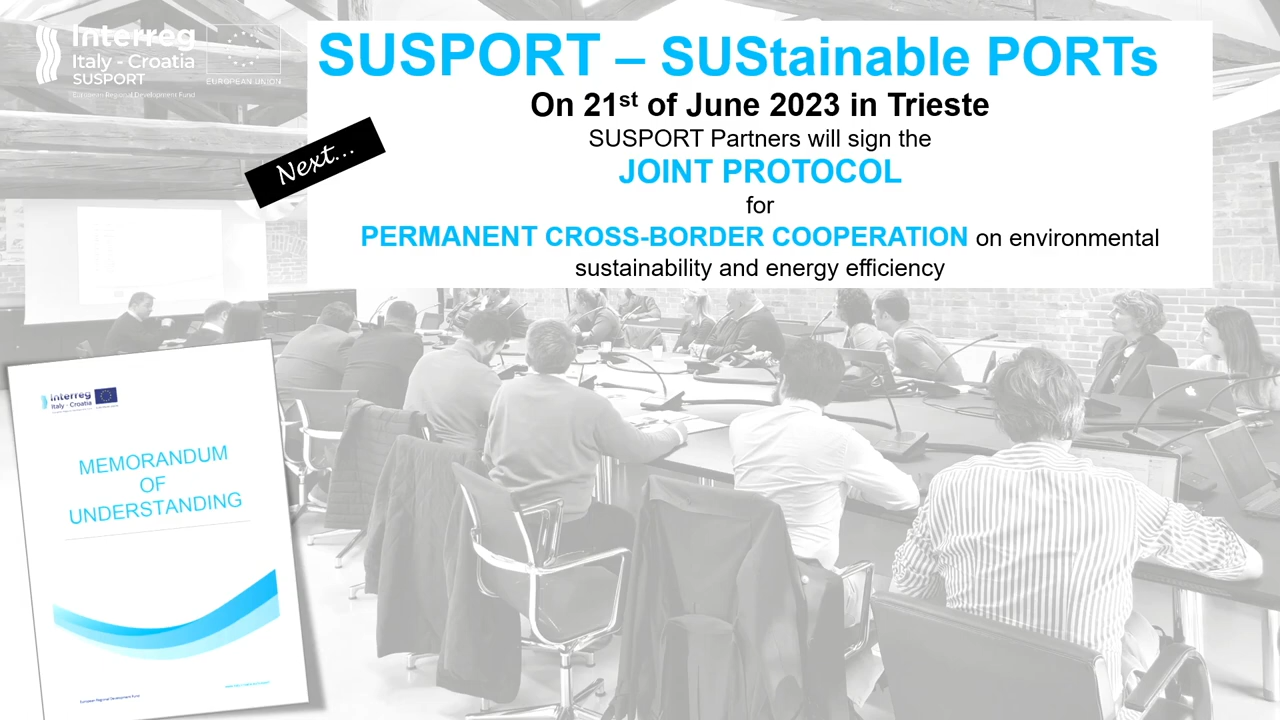 Interreg
Italy - Croatia
SUSPORT
European Regional Development Fund
EUROPEAN UNION
SUSPORT – SUStainable PORTs
On 21st of June 2023 in Trieste
SUSPORT Partners will sign the
JOINT PROTOCOL
for
PERMANENT CROSS-BORDER COOPERATION on environmental
sustainability and energy efficiency
Next...
Interreg
Italy - Croatia
MEMORANDUM
OF
UNDERSTANDING
European Regional Development Fund